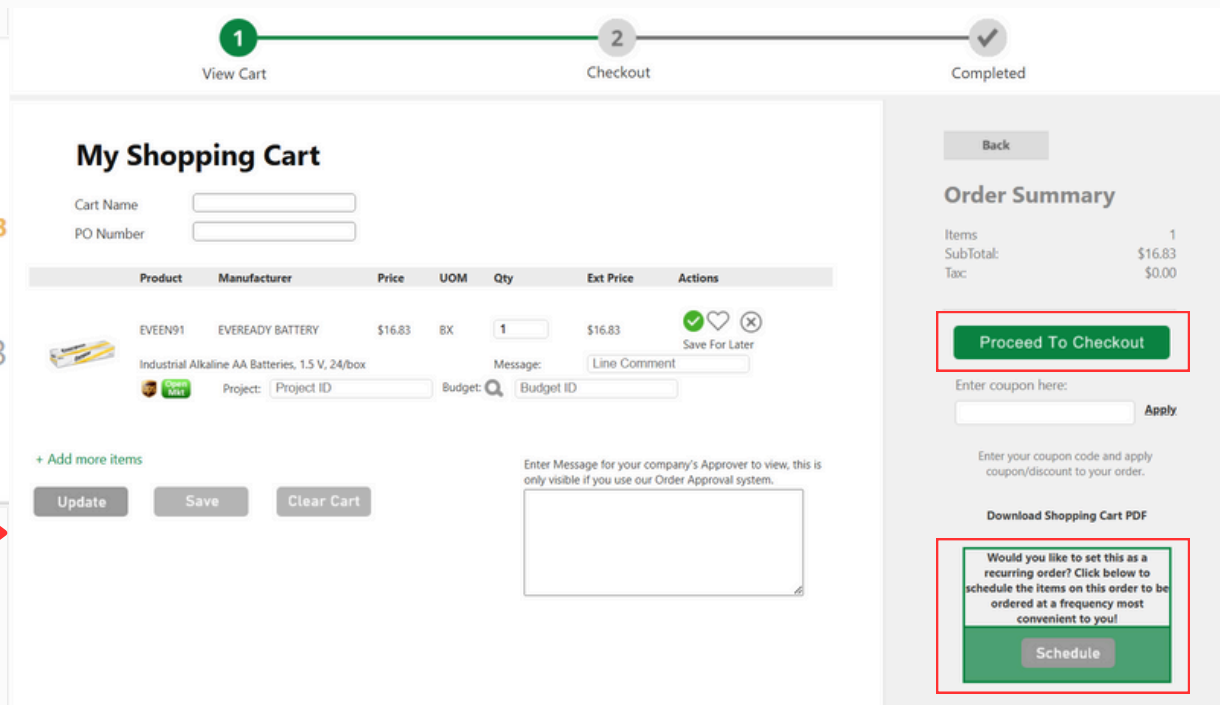 1
2
View Cart
Checkout
Completed
My Shopping Cart
Cart Name
PO Number
Product Manufacturer Price UOM Qty Ext Price Actions
EVEEN91 EVEREADY BATTERY $16.83 BX 1 $16.83
Save For Later
Industrial Alkaline AA Batteries, 1.5 V, 24/box Message: Line Comment
Open
Mkt
Project: Project ID Budget: Budget ID
+ Add more items
Update Save Clear Cart
Enter Message for your company's Approver to view, this is
only visible if you use our Order Approval system.
Back
Order Summary
Items 1
SubTotal: $16.83
Tax: $0.00
Proceed To Checkout
Enter coupon here:
Apply
Enter your coupon code and apply
coupon/discount to your order.
Download Shopping Cart PDF
Would you like to set this as a
recurring order? Click below to
schedule the items on this order to be
ordered at a frequency most
convenient to you!
Schedule